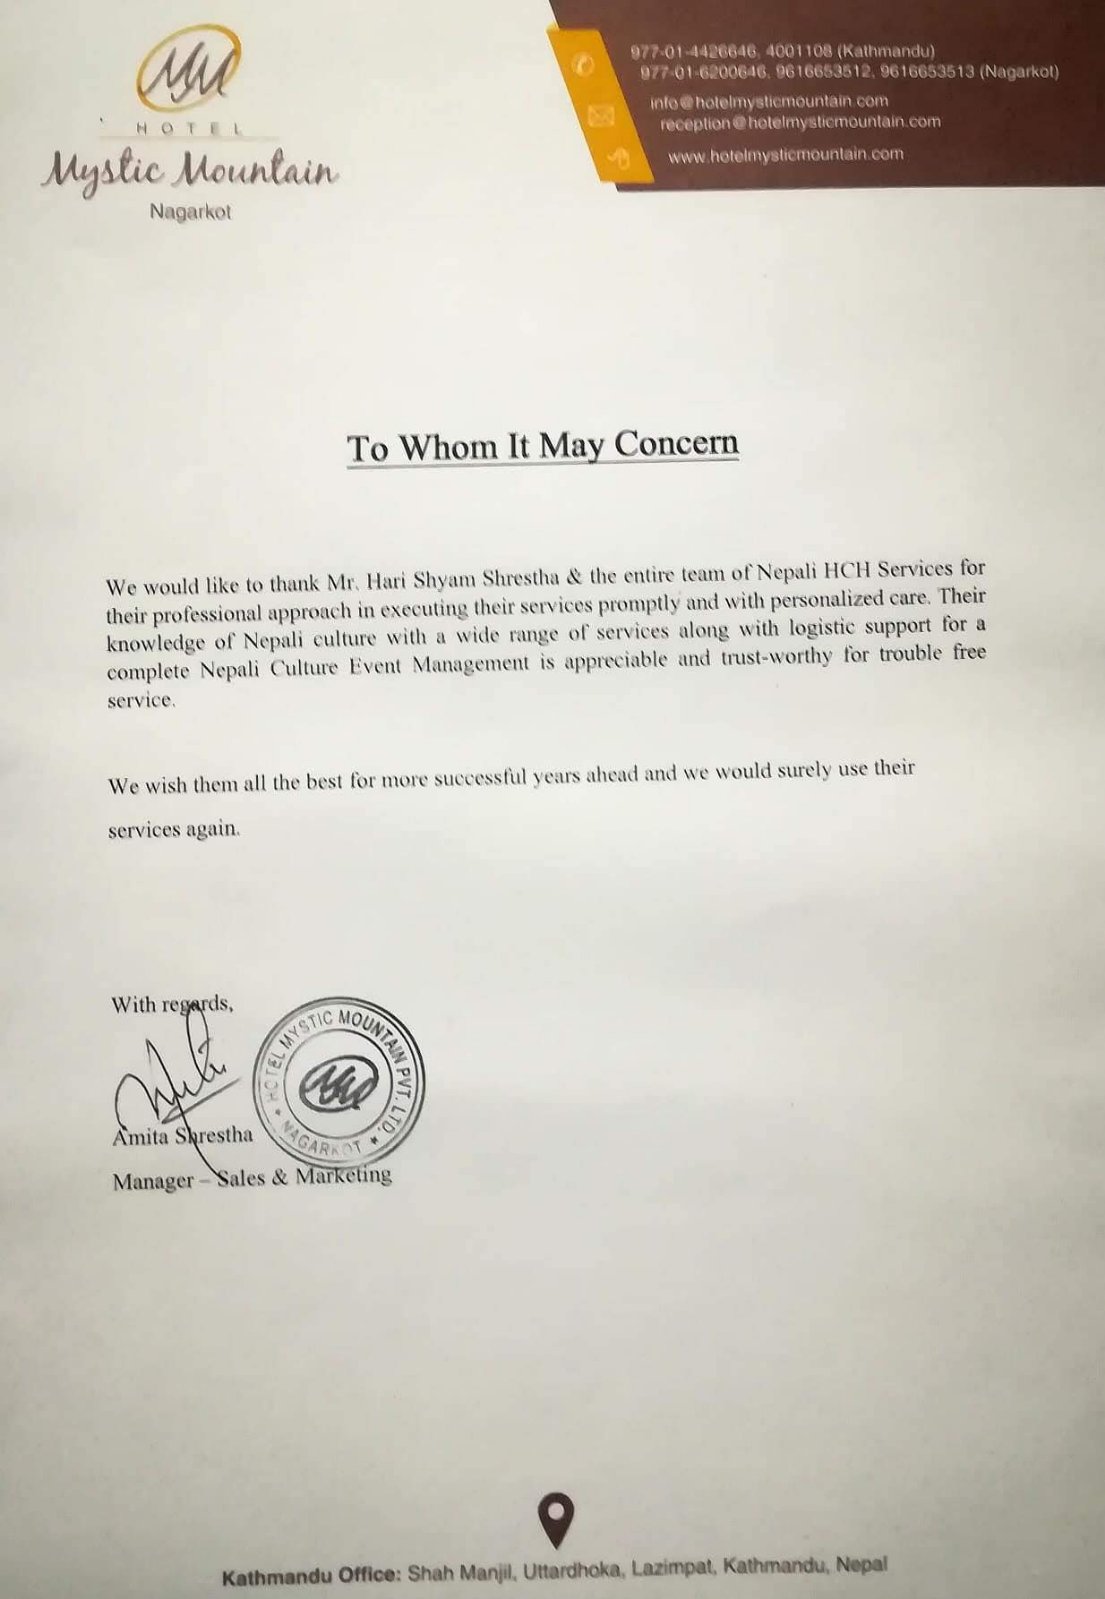 HOTEL
Mystic Mountain
Nagarkot
977-01-4426646, 4001108 (Kathmandu)
977-01-6200646, 9616653512, 9616653513 (Nagarkot)
info@hotelmysticmountain.com
reception@hotelmysticmountain.com
www.hotelmysticmountain.com
To Whom It May Concern
We would like to thank Mr. Hari Shyam Shrestha & the entire team of Nepali HCH Services for
their professional approach in executing their services promptly and with personalized care. Their
knowledge of Nepali culture with a wide range of services along with logistic support for a
complete Nepali Culture Event Management is appreciable and trust-worthy for trouble free
service.
We wish them all the best for more successful years ahead and we would surely use their
services again.
With regards,
HOTEL MYSTIC MOUNTAIN PVT. LTD.
* NAGARKOT *
Amita Shrestha
Manager – Sales & Marketing
Kathmandu Office: Shah Manjil, Uttardhoka, Lazimpat, Kathmandu, Nepal